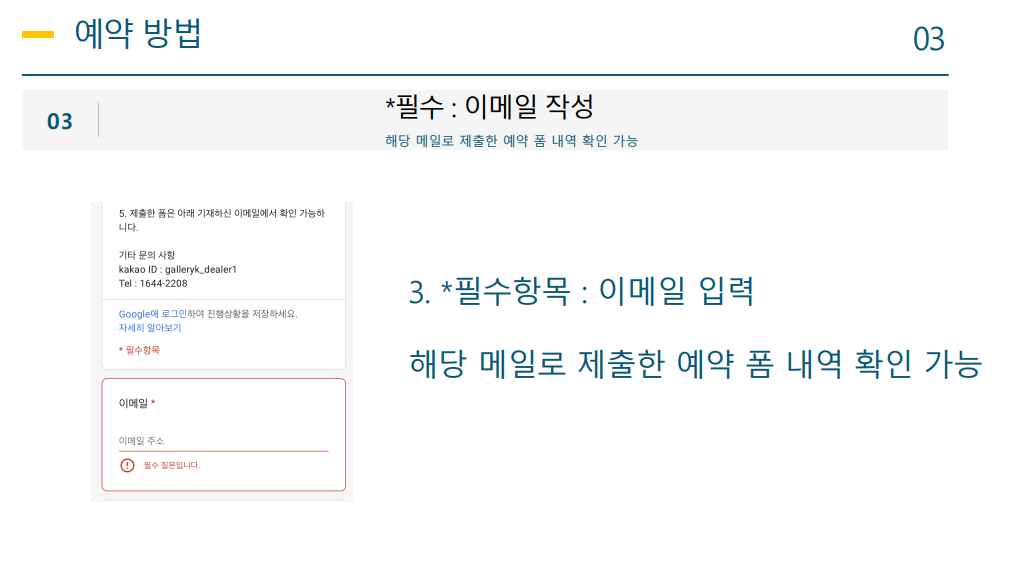 예약 방법
03
03
*필수 : 이메일 작성
해당 메일로 제출한 예약 폼 내역 확인 가능
5. 제출한 폼은 아래 기재하신 이메일에서 확인 가능하
니다.
기타 문의 사항
kakao ID : galleryk_dealer1
Tel : 1644-2208
Google에 로그인하여 진행상황을 저장하세요.
자세히 알아보기
* 필수항목
이메일 *
이메일 주소
필수 질문입니다.
3. *필수항목 : 이메일 입력
해당 메일로 제출한 예약 폼 내역 확인 가능